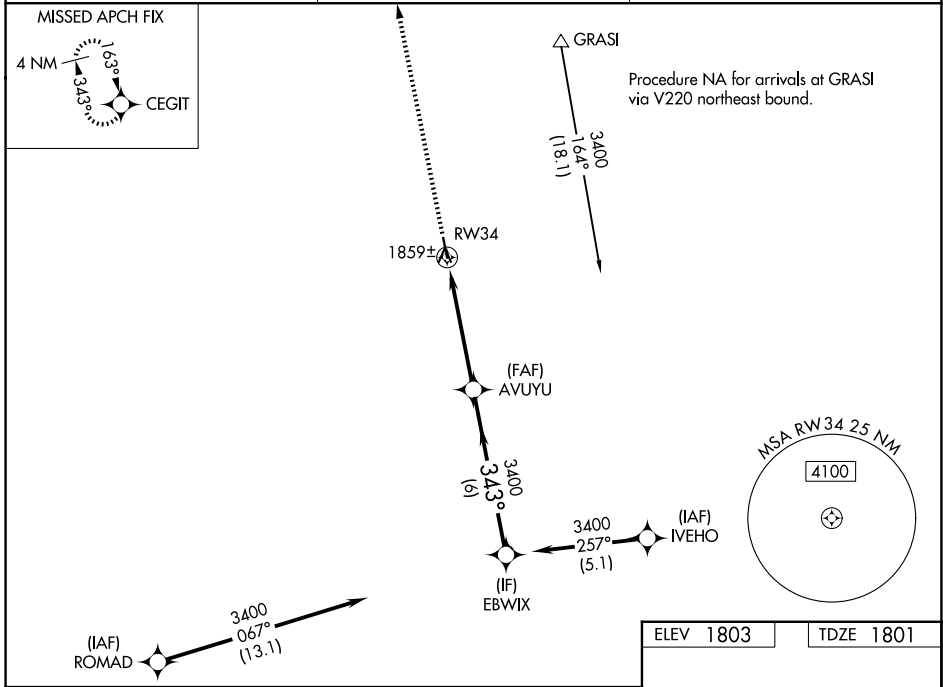 MISSED APCH FIX
4 NM
163°
343°
CEGIT
GRASI
Procedure NA for arrivals at GRASI
via V220 northeast bound.
3400
164°
(18.1)
RW34
1859±
(FAF)
AVUYU
3400
343°
(6)
MSA RW34 25 NM
4100
(IAF)
IVEHO
3400
257°
(5.1)
(IF)
EBWIX
3400
067°
(13.1)
(IAF)
ROMAD
ELEV 1803
TDZE 1801